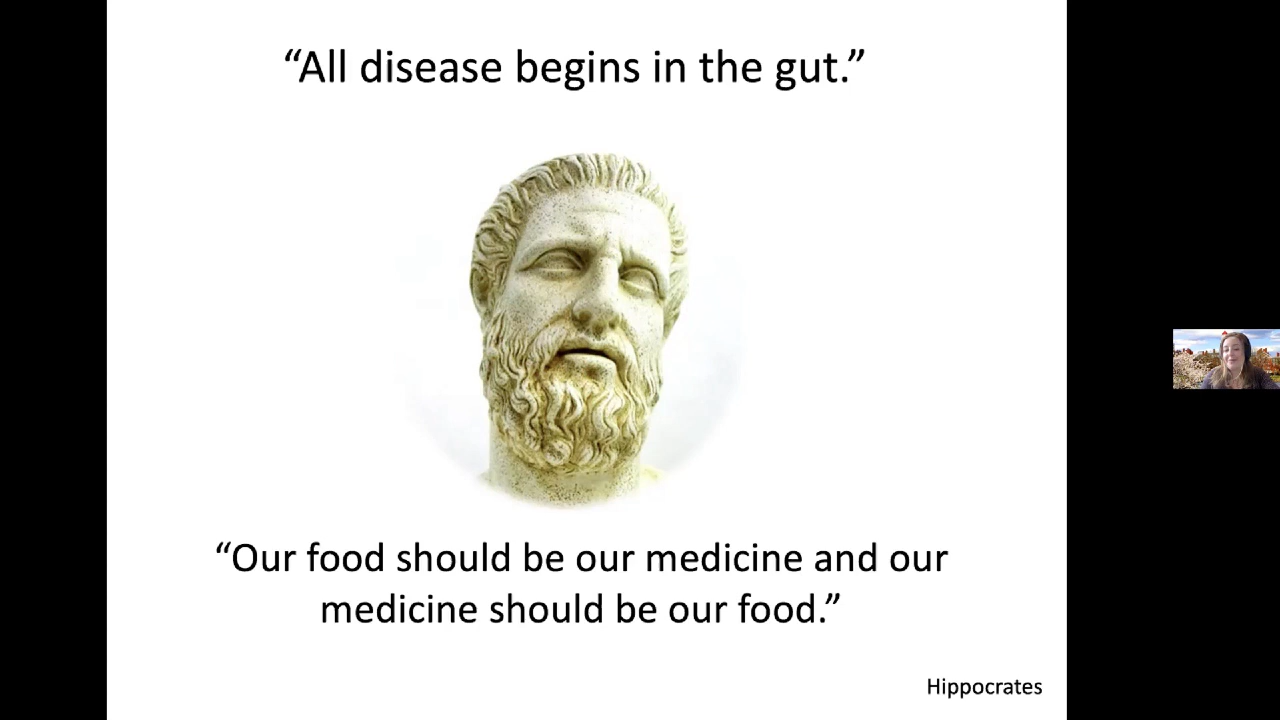 “All disease begins in the gut.”
“Our food should be our medicine and our
medicine should be our food.”
Hippocrates